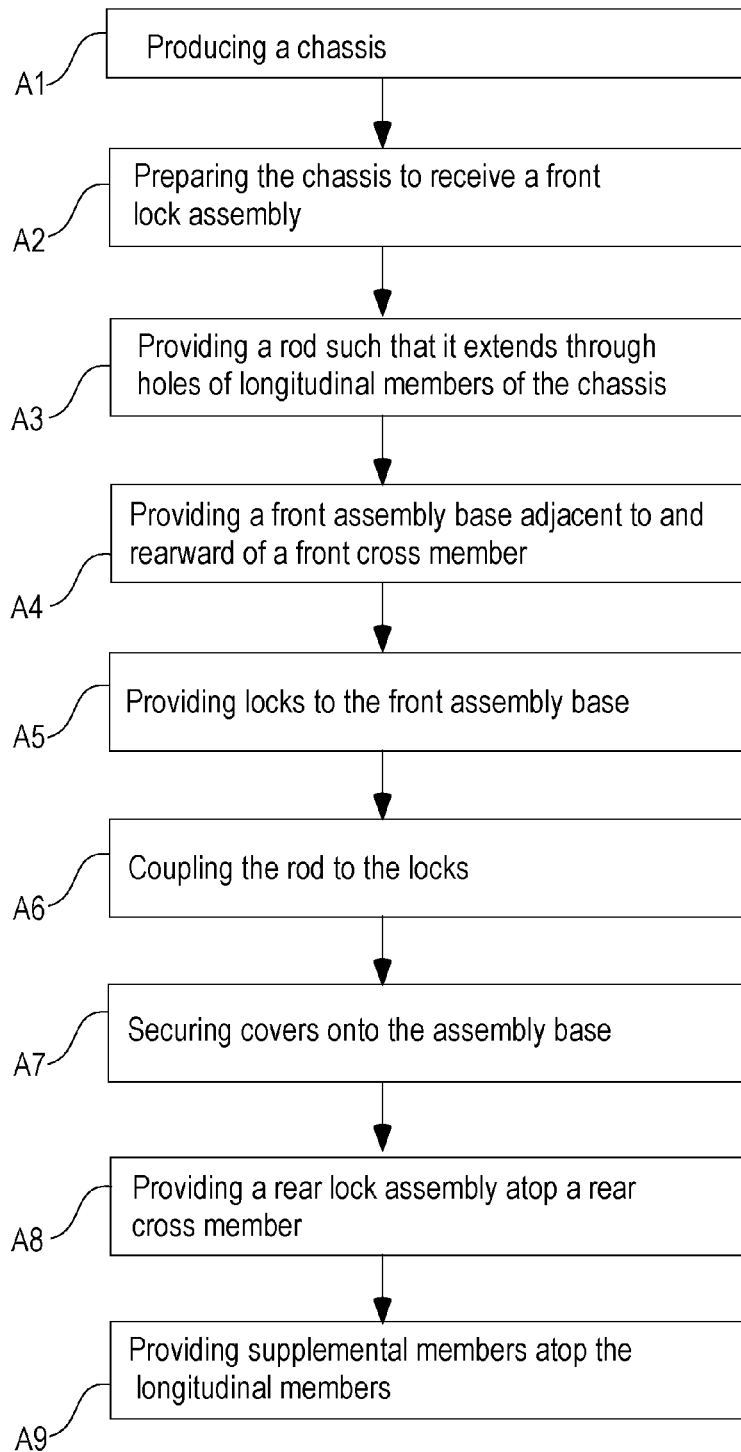 Producing a chassis
A1
Preparing the chassis to receive a front
lock assembly
A2
Providing a rod such that it extends through
holes of longitudinal members of the chassis
A3
Providing a front assembly base adjacent to and
rearward of a front cross member
A4
Providing locks to the front assembly base
A5
Coupling the rod to the locks
A6
Securing covers onto the assembly base
A7
Providing a rear lock assembly atop a rear
cross member
A8
Providing supplemental members atop the
longitudinal members
A9